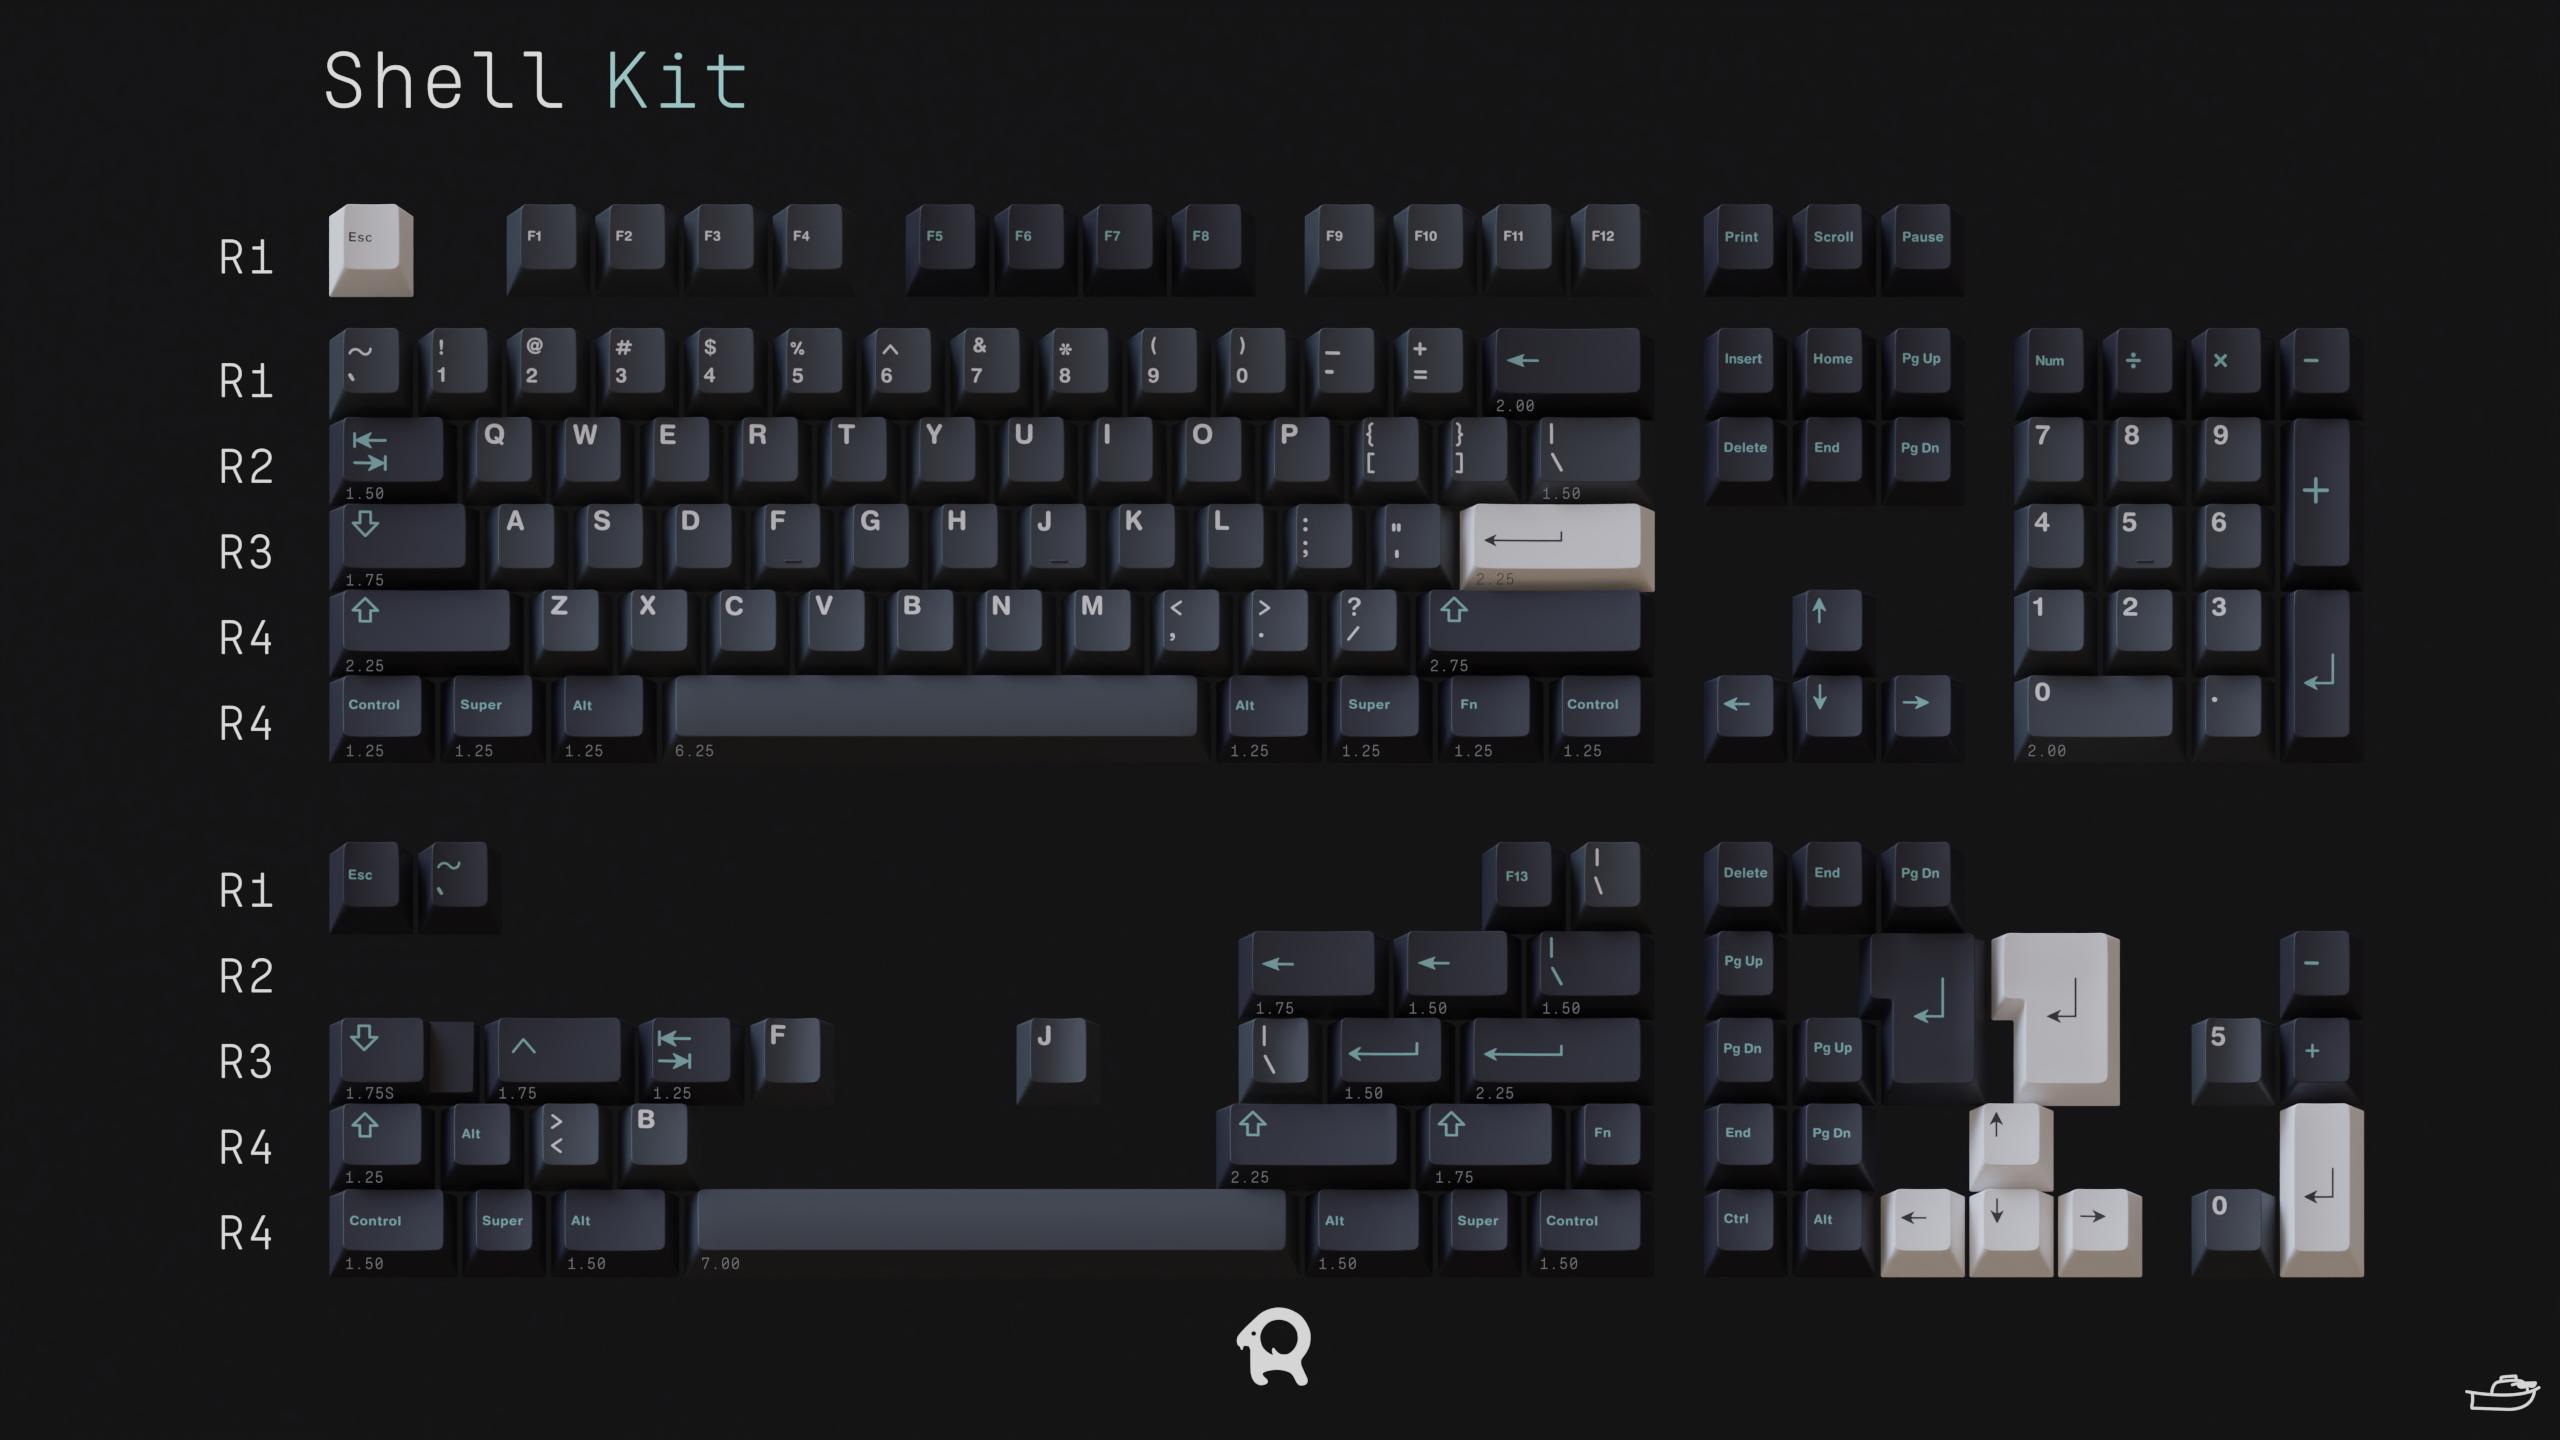 Shell Kit
R1 Esc F1 F2 F3 F4 F5 F6 F7 F8 F9 F10 F11 F12 Print Scroll Pause
R1 ~ ` ! 1 @ 2 # 3 $ 4 % 5 ^ 6 & 7 * 8 ( 9 ) 0 _ - + = ← 2.00 Insert Home Pg Up Num ÷ × -
R2 1.50 Q W E R T Y U I O P { [ } ] | \ 1.50 Delete End Pg Dn 7 8 9 +
R3 1.75 A S D F _ G H J _ K L : ; " ' 2.25 4 5 _ 6
R4 2.25 Z X C V B N M < , > . ? / 2.75 ↑ 1 2 3
R4 Control 1.25 Super 1.25 Alt 1.25 6.25 Alt 1.25 Super 1.25 Fn 1.25 Control 1.25 ← ↓ → 0 2.00 .
R1 Esc ~ ` F13 | \ Delete End Pg Dn
R2 ← 1.75 ← 1.50 | \ 1.50 Pg Up -
R3 1.75S ^ 1.75 1.25 F J | \ 1.50 2.25 Pg Dn Pg Up 5 +
R4 1.25 Alt > < B 2.25 1.75 Fn End Pg Dn ↑
R4 Control 1.50 Super Alt 1.50 7.00 Alt 1.50 Super Control 1.50 Ctrl Alt ← ↓ → 0